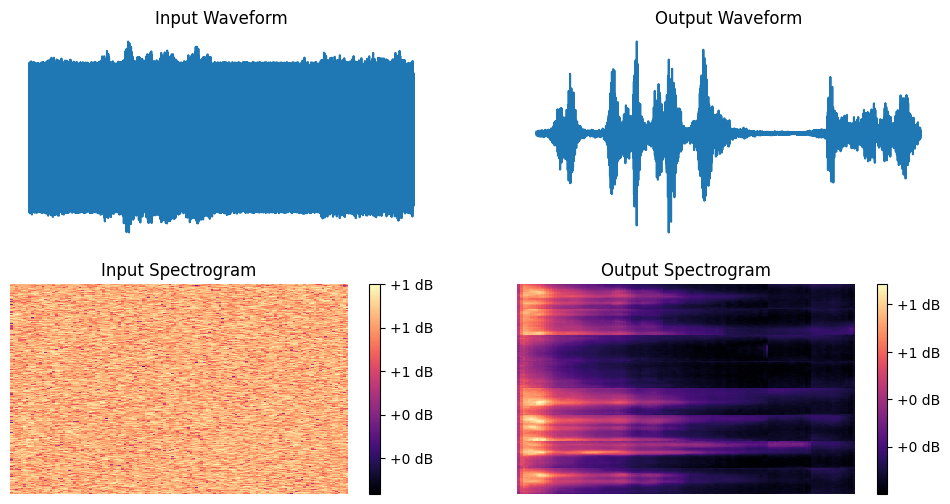 Input Waveform
Output Waveform
Input Spectrogram
+1 dB
+1 dB
+1 dB
+0 dB
+0 dB
Output Spectrogram
+1 dB
+1 dB
+0 dB
+0 dB